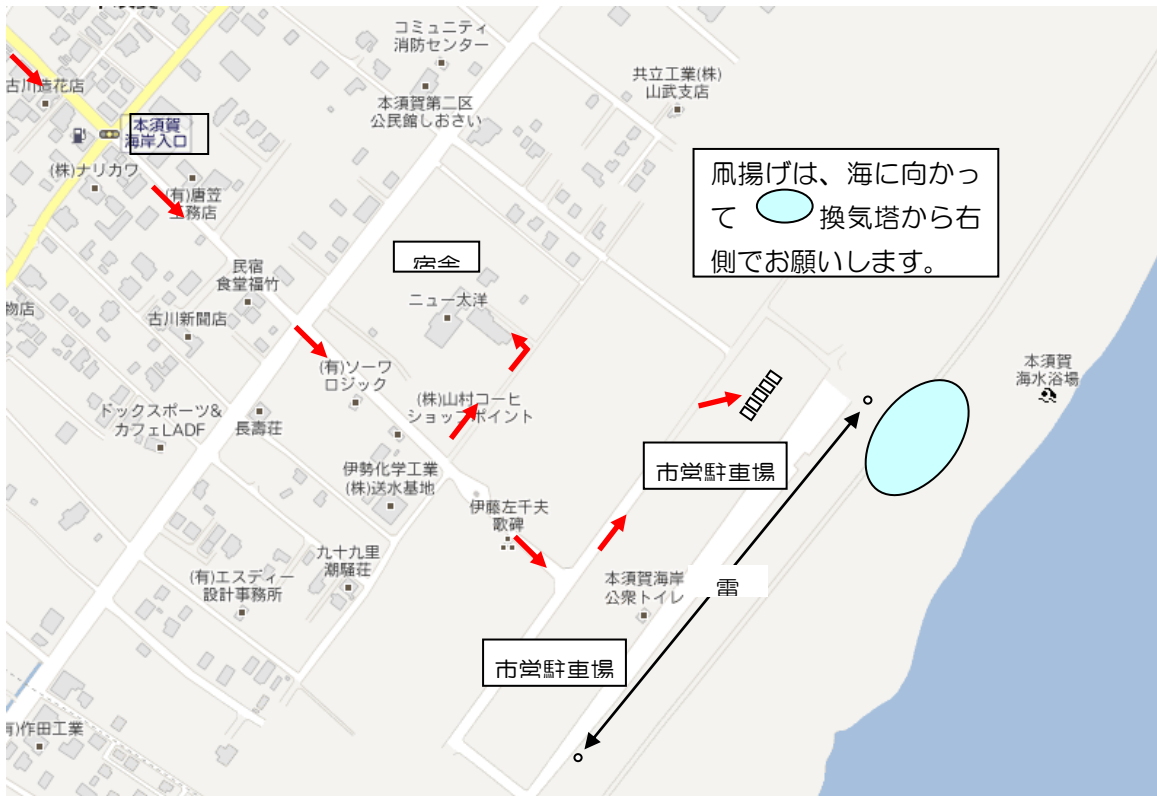 コミュニティ
消防センター
古川造花店
本須賀
海岸入口
本須賀第二区
公民館しおさい
共立工業(株)
山武支店
(株)ナリカワ
(有)唐笠
工務店
凧揚げは、海に向かっ
て 換気塔から右
側でお願いします。
民宿
食堂福竹
宿舎
ニュー太洋
物店
古川新聞店
(有)ソーワ
ロジック
(株)山村コーヒ
ショップポイント
本須賀
海水浴場
ドックスポーツ&
カフェLADF
長壽荘
伊勢化学工業
(株)送水基地
市営駐車場
伊藤左千夫
歌碑
九十九里
潮騒荘
(有)エスディー
設計事務所
本須賀海岸
公衆トイレ
市営駐車場
有)作田工業